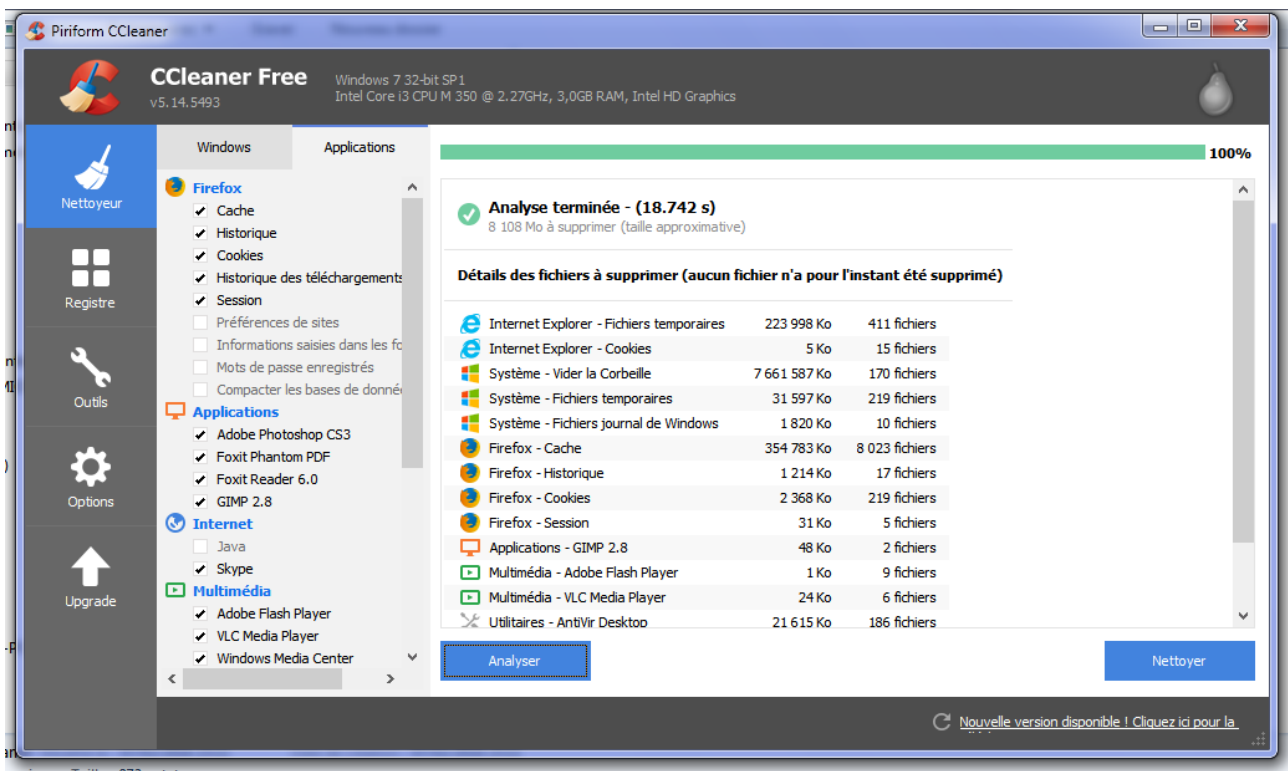 Piriform CCleaner
CCleaner Free
v5.14.5493
Windows 7 32-bit SP1
Intel Core i3 CPU M 350 @ 2.27GHz, 3,0GB RAM, Intel HD Graphics
Nettoyeur
Registre
Outils
Options
Upgrade
Windows Applications
Firefox
Cache
Historique
Cookies
Historique des téléchargements
Session
Préférences de sites
Informations saisies dans les fo
Mots de passe enregistrés
Compacter les bases de donné
Applications
Adobe Photoshop CS3
Foxit Phantom PDF
Foxit Reader 6.0
GIMP 2.8
Internet
Java
Skype
Multimédia
Adobe Flash Player
VLC Media Player
Windows Media Center
100%
Analyse terminée - (18.742 s)
8 108 Mo à supprimer (taille approximative)
Détails des fichiers à supprimer (aucun fichier n'a pour l'instant été supprimé)
Internet Explorer - Fichiers temporaires 223 998 Ko 411 fichiers
Internet Explorer - Cookies 5 Ko 15 fichiers
Système - Vider la Corbeille 7 661 587 Ko 170 fichiers
Système - Fichiers temporaires 31 597 Ko 219 fichiers
Système - Fichiers journal de Windows 1 820 Ko 10 fichiers
Firefox - Cache 354 783 Ko 8 023 fichiers
Firefox - Historique 1 214 Ko 17 fichiers
Firefox - Cookies 2 368 Ko 219 fichiers
Firefox - Session 31 Ko 5 fichiers
Applications - GIMP 2.8 48 Ko 2 fichiers
Multimédia - Adobe Flash Player 1 Ko 9 fichiers
Multimédia - VLC Media Player 24 Ko 6 fichiers
Utilitaires - AntiVir Desktop 21 615 Ko 186 fichiers
Analyser
Nettoyer
Nouvelle version disponible ! Cliquez ici pour la